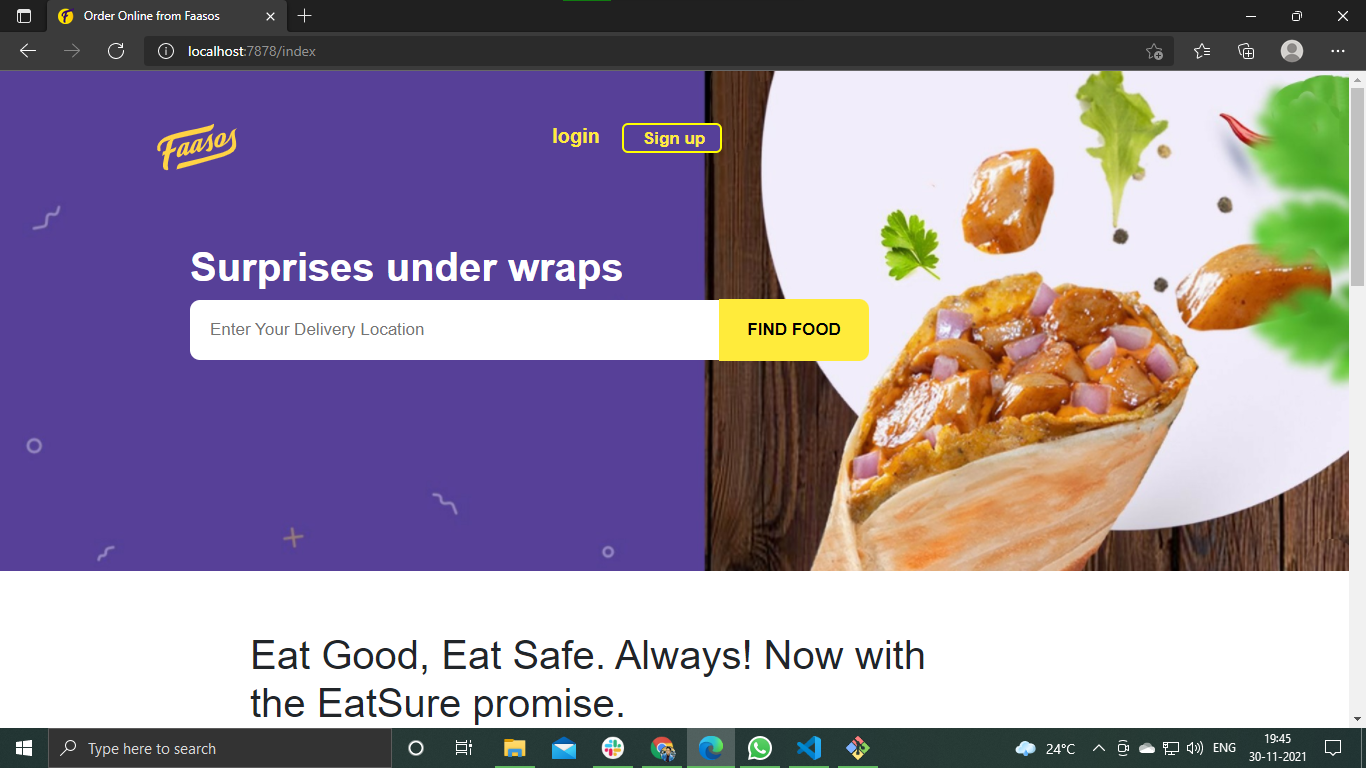 Order Online from Faasos
localhost:7878/index
Faasos
login
Sign up
Surprises under wraps
Enter Your Delivery Location
FIND FOOD
Eat Good, Eat Safe. Always! Now with
the EatSure promise.
Type here to search
24°C
ENG
19:45
30-11-2021